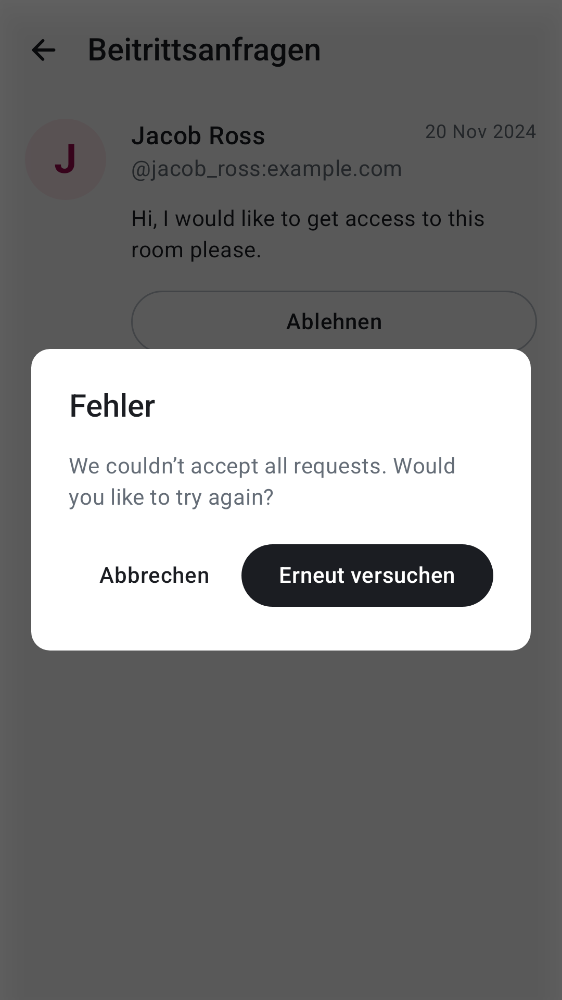 Beitrittsanfragen
J
Jacob Ross
20 Nov 2024
@jacob_ross:example.com
Hi, I would like to get access to this
room please.
Ablehnen
Fehler
We couldn’t accept all requests. Would
you like to try again?
Abbrechen
Erneut versuchen